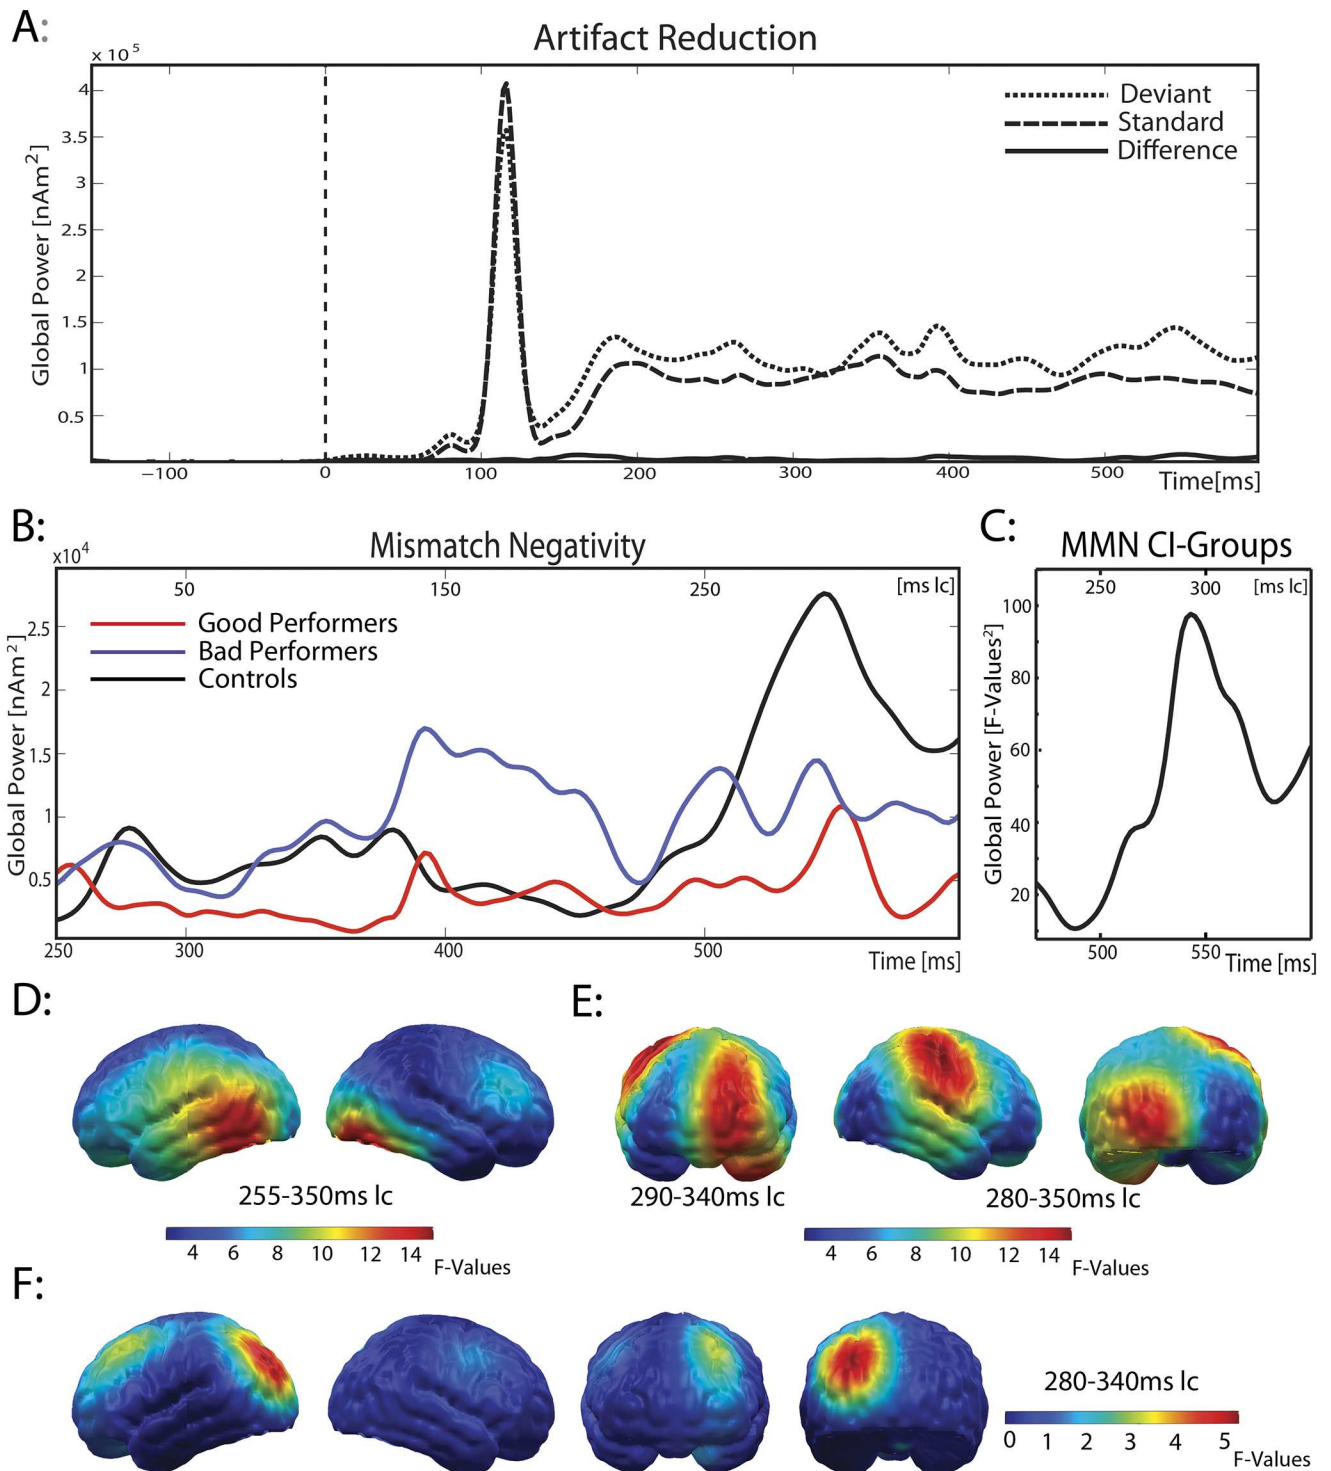 A:
Artifact Reduction
x 10^5
Global Power [nAm²]
4
3.5
3
2.5
2
1.5
1
0.5
Deviant
Standard
Difference
−100 0 100 200 300 400 500
Time[ms]
B:
Mismatch Negativity
x10^4
50 150 250 [ms lc]
Global Power [nAm²]
2.5
2
1.5
1
0.5
Good Performers
Bad Performers
Controls
250 300 400 500 Time [ms]
C:
MMN CI-Groups
250 300 [ms lc]
Global Power [F-Values²]
100
80
60
40
20
500 550 Time [ms]
D:
255-350ms lc
4 6 8 10 12 14
F-Values
E:
290-340ms lc
280-350ms lc
4 6 8 10 12 14
F-Values
F:
280-340ms lc
0 1 2 3 4 5
F-Values